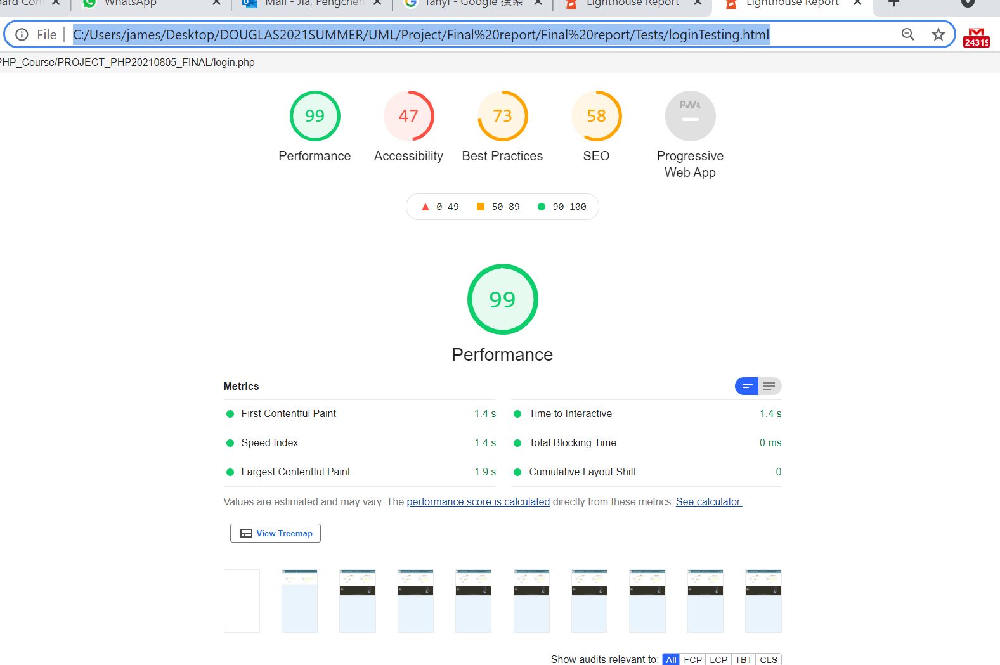 WhatsApp
Mail - Jia, Pengchen
Tanyi - Google 搜索
Lighthouse Report
Lighthouse Report
File
C:/Users/james/Desktop/DOUGLAS2021SUMMER/UML/Project/Final%20report/Final%20report/Tests/loginTesting.html
24319
PHP_Course/PROJECT_PHP20210805_FINAL/login.php
99 47 73 58 PWA
Performance Accessibility Best Practices SEO Progressive
Web App
0–49 50–89 90–100
99
Performance
Metrics
First Contentful Paint 1.4 s
Time to Interactive 1.4 s
Speed Index 1.4 s
Total Blocking Time 0 ms
Largest Contentful Paint 1.9 s
Cumulative Layout Shift 0
Values are estimated and may vary. The performance score is calculated directly from these metrics. See calculator.
View Treemap
Show audits relevant to: All FCP LCP TBT CLS